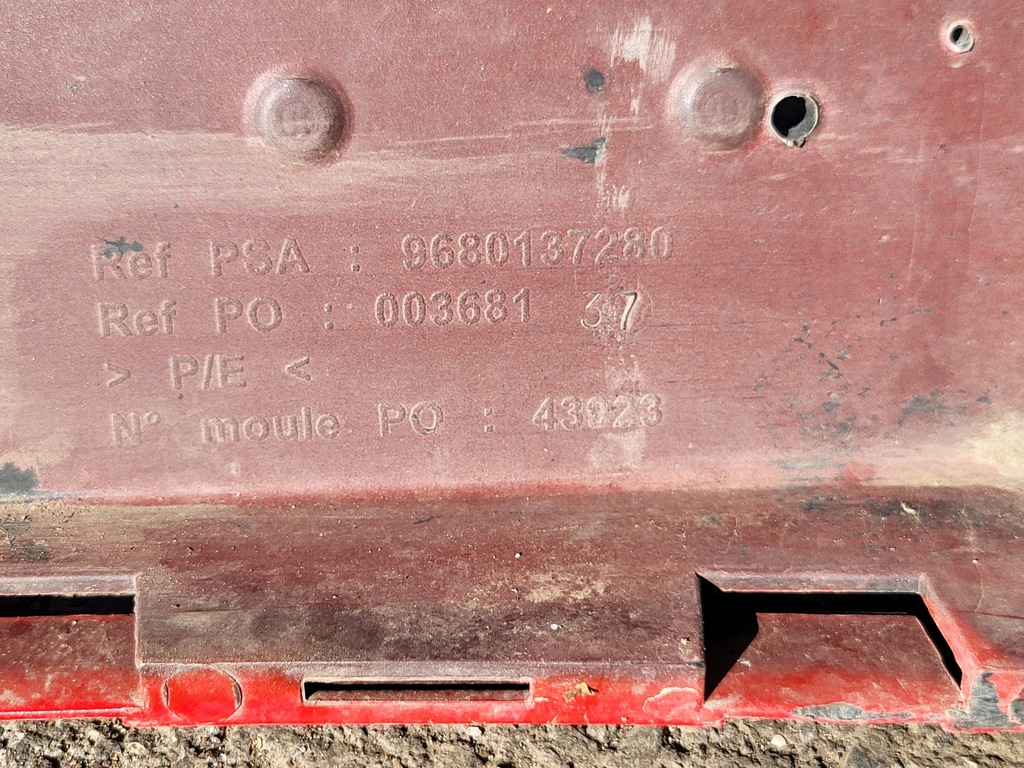 Ref PSA : 9680137280
Ref PO : 003681 37
> P/E <
N° moule PO : 43923